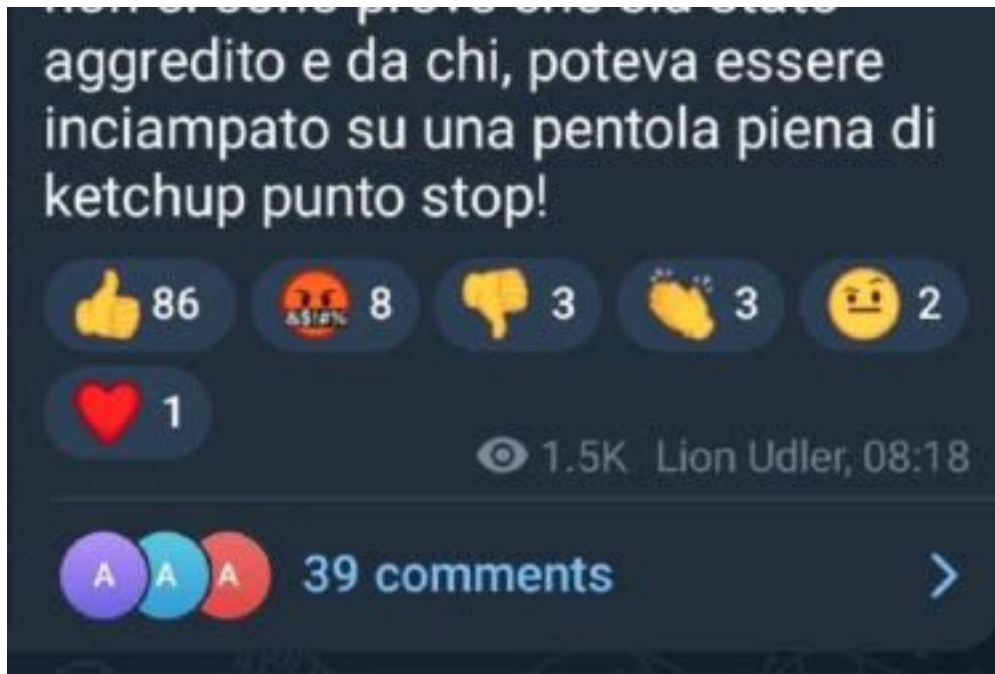 aggredito e da chi, poteva essere
inciampato su una pentola piena di
ketchup punto stop!
86 8 3 3 2
1
1.5K Lion Udler, 08:18
A A A 39 comments